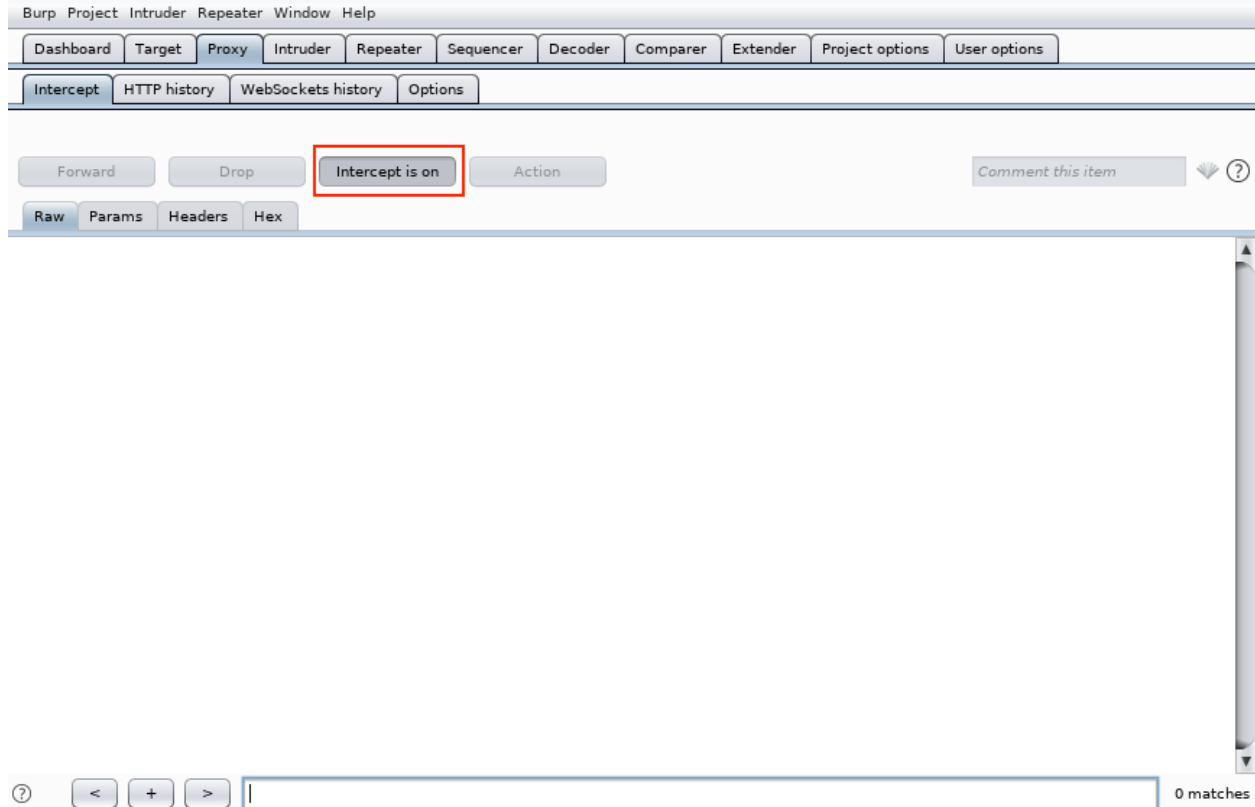 Burp Project Intruder Repeater Window Help
Dashboard Target Proxy Intruder Repeater Sequencer Decoder Comparer Extender Project options User options
Intercept HTTP history WebSockets history Options
Forward Drop Intercept is on Action Comment this item ?
Raw Params Headers Hex
? < + > 0 matches